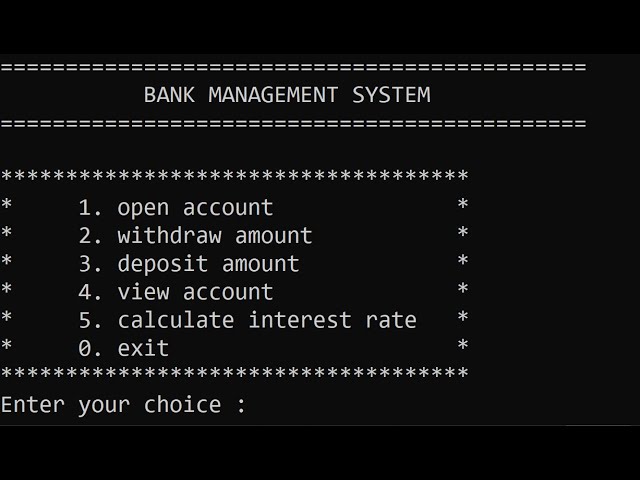 =============================================
BANK MANAGEMENT SYSTEM
=============================================
************************************
* 1. open account *
* 2. withdraw amount *
* 3. deposit amount *
* 4. view account *
* 5. calculate interest rate *
* 0. exit *
************************************
Enter your choice :